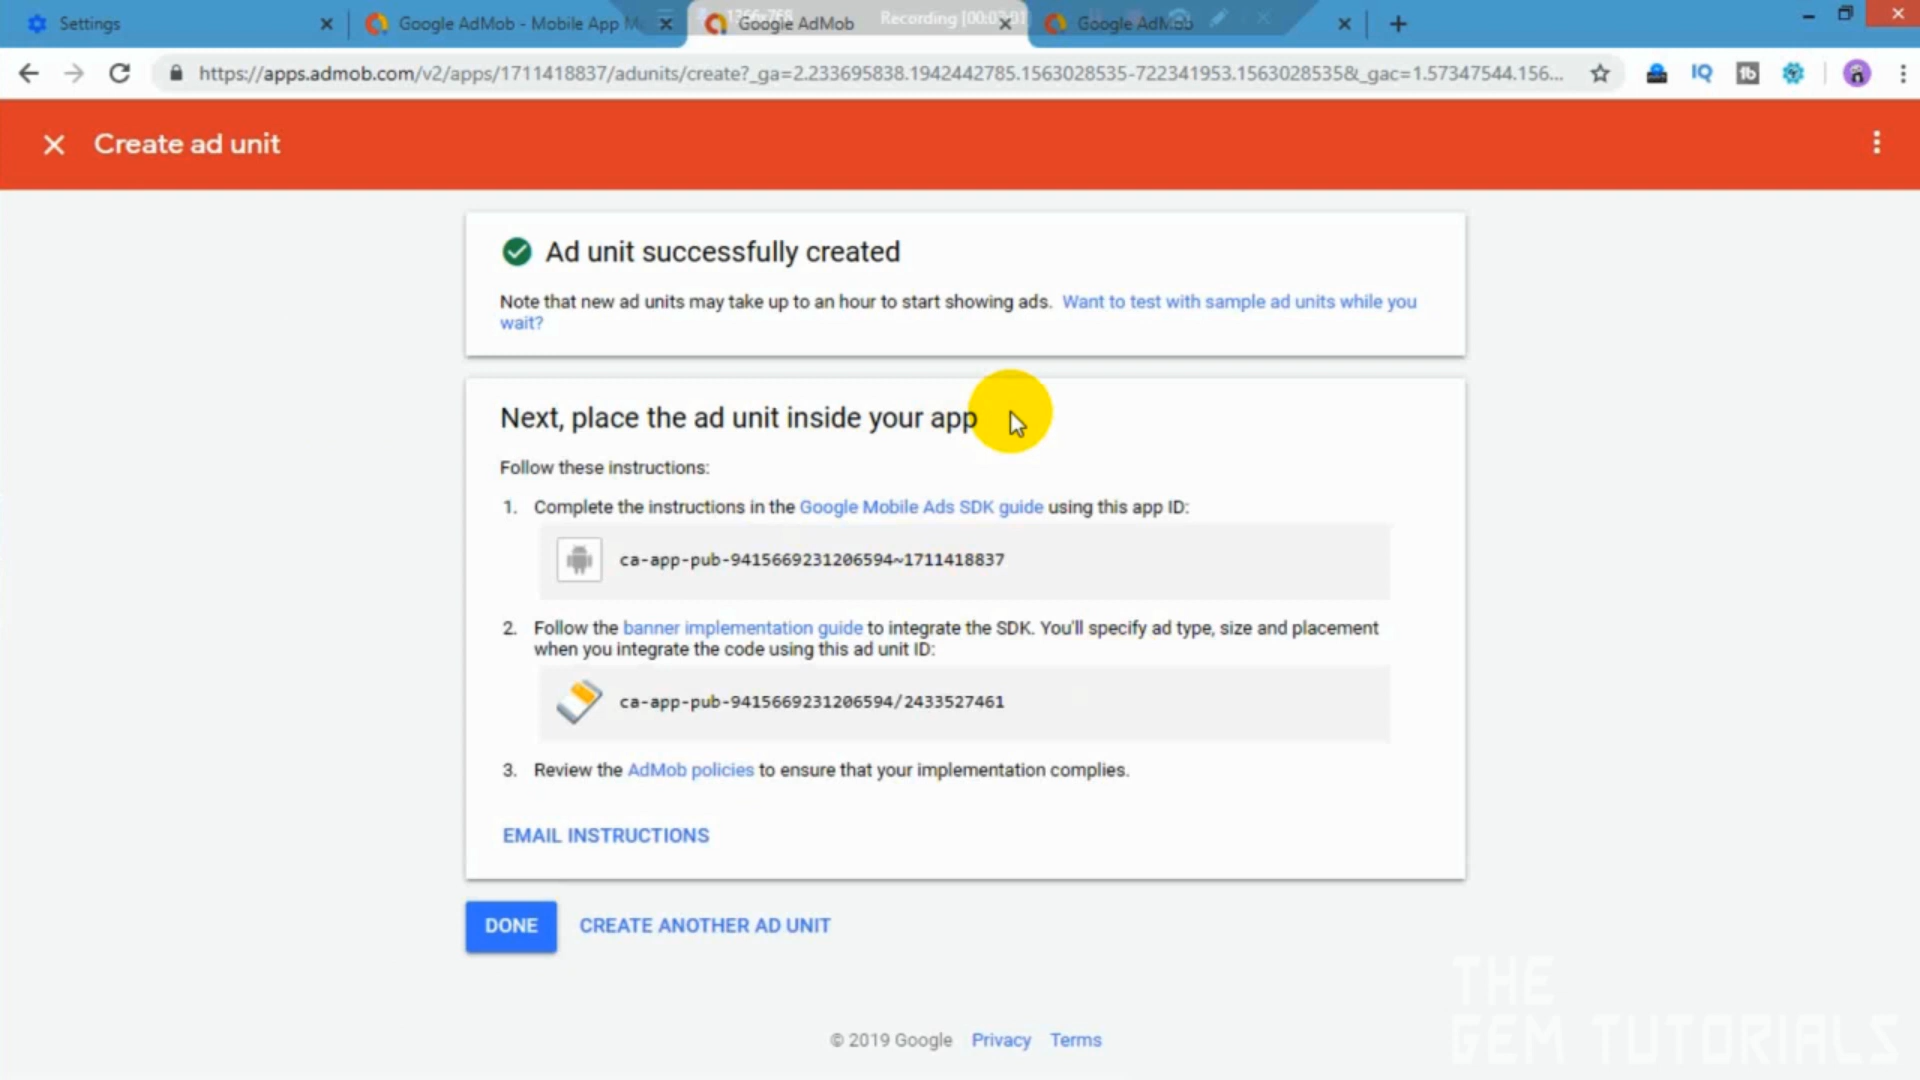 Settings
Google AdMob - Mobile App M
Google AdMob
Recording [00:02:01]
Google AdMob
https://apps.admob.com/v2/apps/1711418837/adunits/create?_ga=2.233695838.1942442785.1563028535-722341953.1563028535&_gac=1.57347544.156...
IQ
tb
Create ad unit
Ad unit successfully created
Note that new ad units may take up to an hour to start showing ads. Want to test with sample ad units while you
wait?
Next, place the ad unit inside your app
Follow these instructions:
1. Complete the instructions in the Google Mobile Ads SDK guide using this app ID:
ca-app-pub-9415669231206594~1711418837
2. Follow the banner implementation guide to integrate the SDK. You'll specify ad type, size and placement
when you integrate the code using this ad unit ID:
ca-app-pub-9415669231206594/2433527461
3. Review the AdMob policies to ensure that your implementation complies.
EMAIL INSTRUCTIONS
DONE
CREATE ANOTHER AD UNIT
© 2019 Google Privacy Terms
THE
GEM TUTORIALS